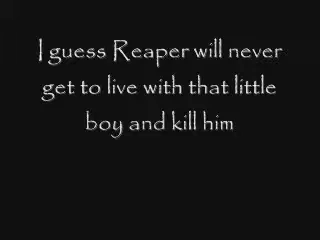 I guess Reaper will never
get to live with that little
boy and kill him